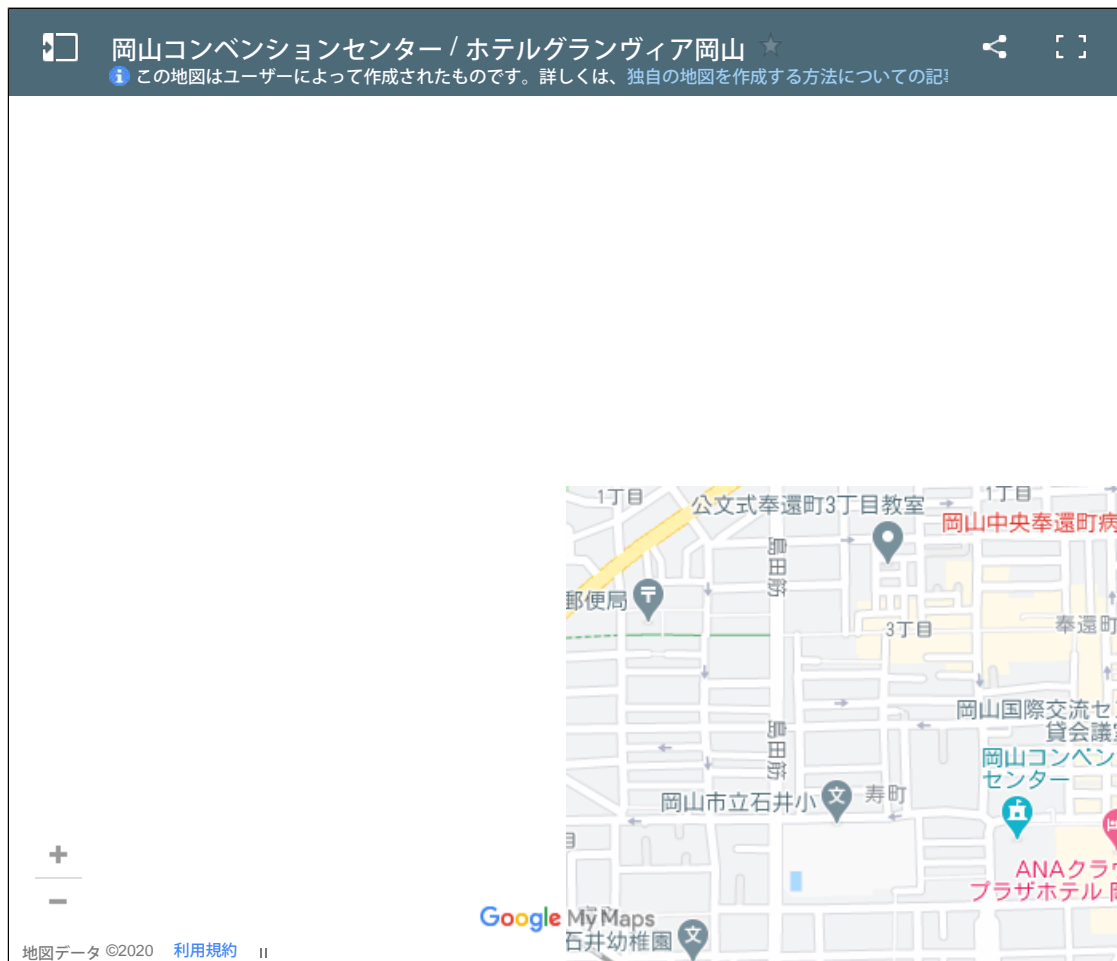 岡山コンベンションセンター / ホテルグランヴィア岡山
この地図はユーザーによって作成されたものです。詳しくは、独自の地図を作成する方法についての記
1丁目
公文式奉還町3丁目教室
1丁目
岡山中央奉還町病
島田筋
郵便局
3丁目
奉還町
岡山国際交流セ
貸会議
島田筋
岡山コンベン
センター
岡山市立石井小
寿町
目
ANAクラ
プラザホテル 岡
Google My Maps
石井幼稚園
地図データ ©2020
利用規約